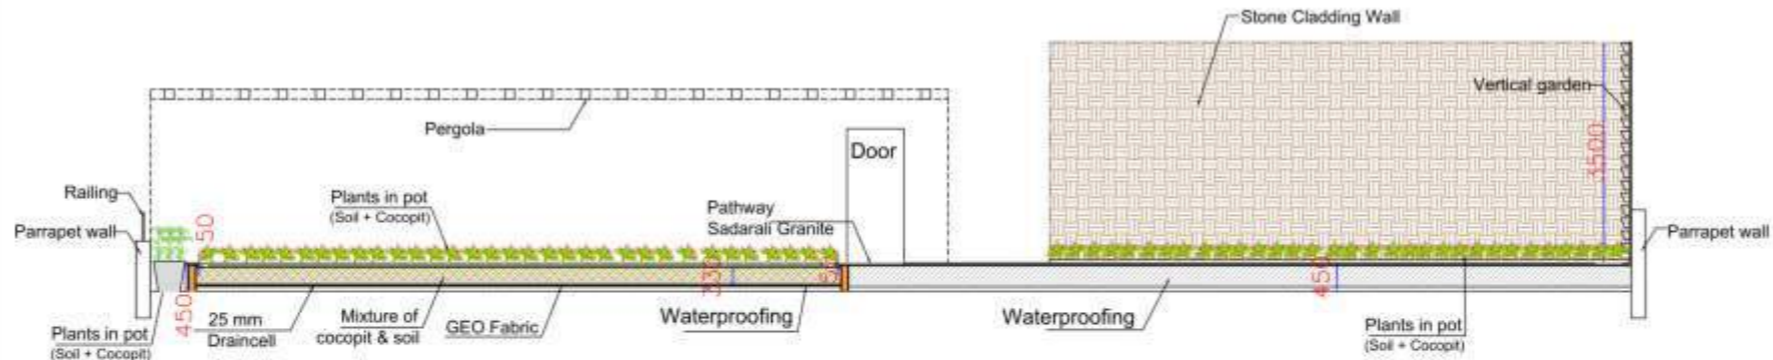 Stone Cladding Wall
Vertical garden
3500
Pergola
Door
Railing
Plants in pot
(Soil + Cocopit)
Pathway
Sadarali Granite
Parrapet wall
Parrapet wall
50
330
50
450
450
Plants in pot
(Soil + Cocopit)
25 mm
Draincell
Mixture of
cocopit & soil
GEO Fabric
Waterproofing
Waterproofing
Plants in pot
(Soil + Cocopit)